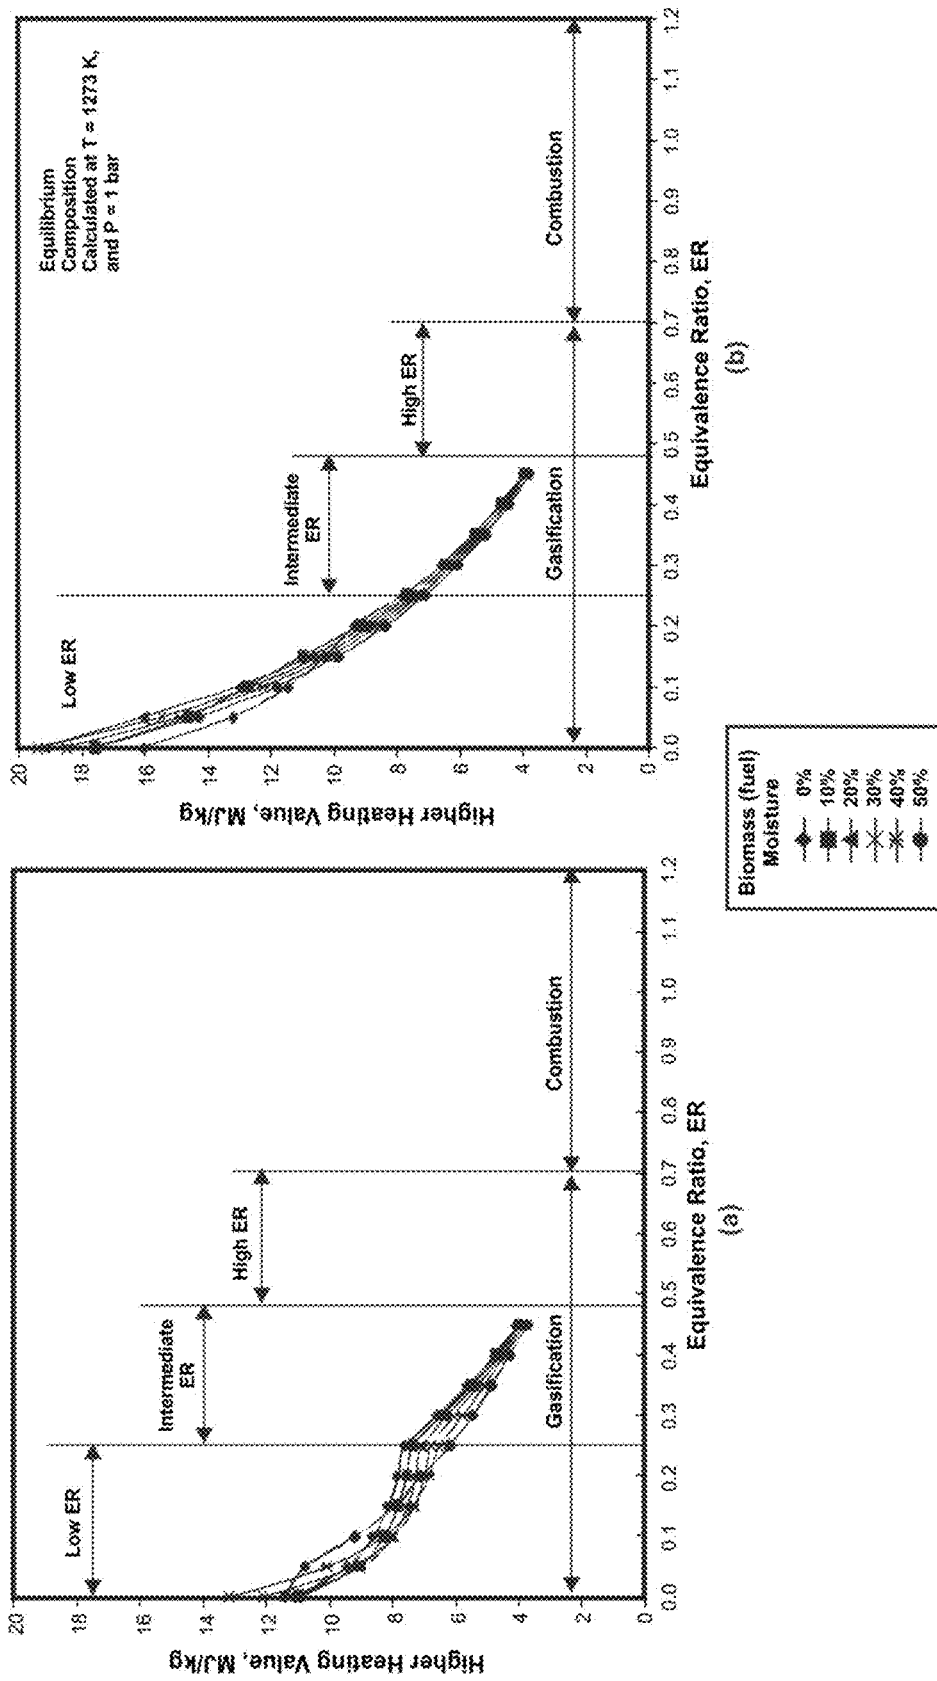 20
18
16
14
12
10
8
6
4
2
0
Higher Heating Value, MJ/kg
Low ER
Intermediate
ER
High ER
Gasification
Combustion
0.0
0.1
0.2
0.3
0.4
0.5
0.6
0.7
0.8
0.9
1.0
1.1
1.2
Equivalence Ratio, ER
(a)
20
18
16
14
12
10
8
6
4
2
0
Higher Heating Value, MJ/kg
Equilibrium
Composition
Calculated at T = 1273 K,
and P = 1 bar
Low ER
Intermediate
ER
High ER
Gasification
Combustion
0.0
0.1
0.2
0.3
0.4
0.5
0.6
0.7
0.8
0.9
1.0
1.1
1.2
Equivalence Ratio, ER
(b)
Biomass (fuel)
Moisture
0%
10%
20%
30%
40%
50%